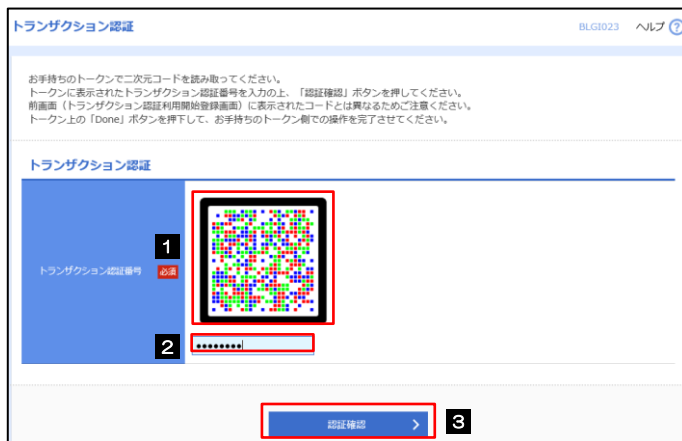 トランザクション認証
BLGI023 ヘルプ ?
お手持ちのトークンで二次元コードを読み取ってください。
トークンに表示されたトランザクション認証番号を入力の上、「認証確認」ボタンを押してください。
前画面（トランザクション認証利用開始登録画面）に表示されたコードとは異なるためご注意ください。
トークン上の「Done」ボタンを押下して、お手持ちのトークン側での操作を完了させてください。
トランザクション認証
1
トランザクション認証番号 必須
2
●●●●●●●●
認証確認 >
3